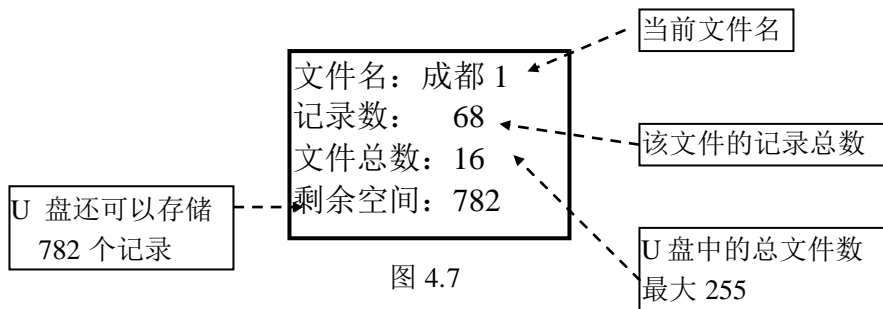 当前文件名
文件名：成都 1
记录数： 68
该文件的记录总数
文件总数：16
剩余空间：782
U 盘还可以存储
782 个记录
U 盘中的总文件数
最大 255
图 4.7